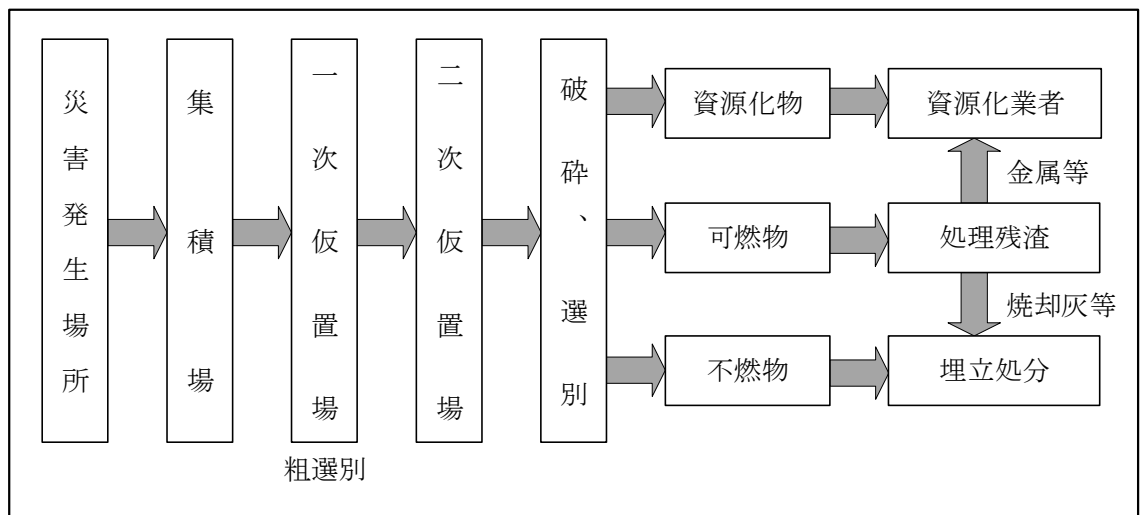 災害発生場所
集積場
一次仮置場
粗選別
二次仮置場
破砕、選別
資源化物
資源化業者
金属等
可燃物
処理残渣
焼却灰等
不燃物
埋立処分